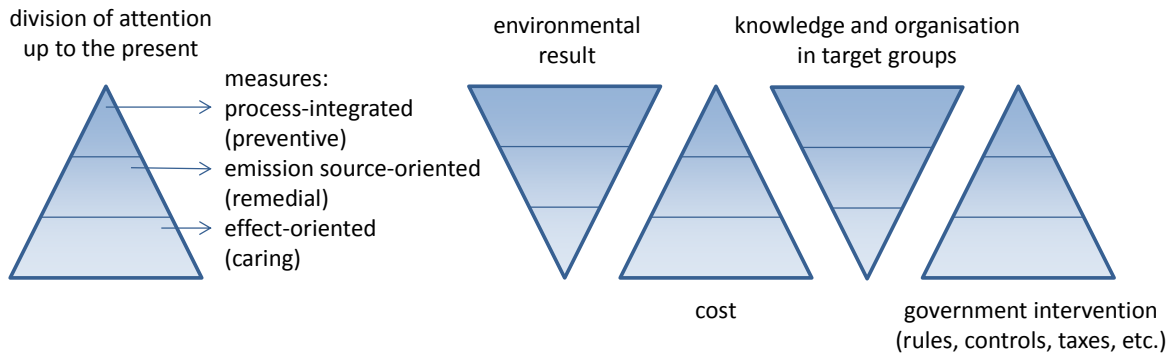 division of attention
up to the present
measures:
process-integrated
(preventive)
emission source-oriented
(remedial)
effect-oriented
(caring)
environmental
result
cost
knowledge and organisation
in target groups
government intervention
(rules, controls, taxes, etc.)